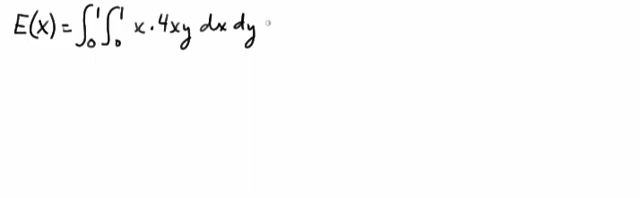 E(x) = ∫₀¹ ∫₀¹ x · 4xy dx dy